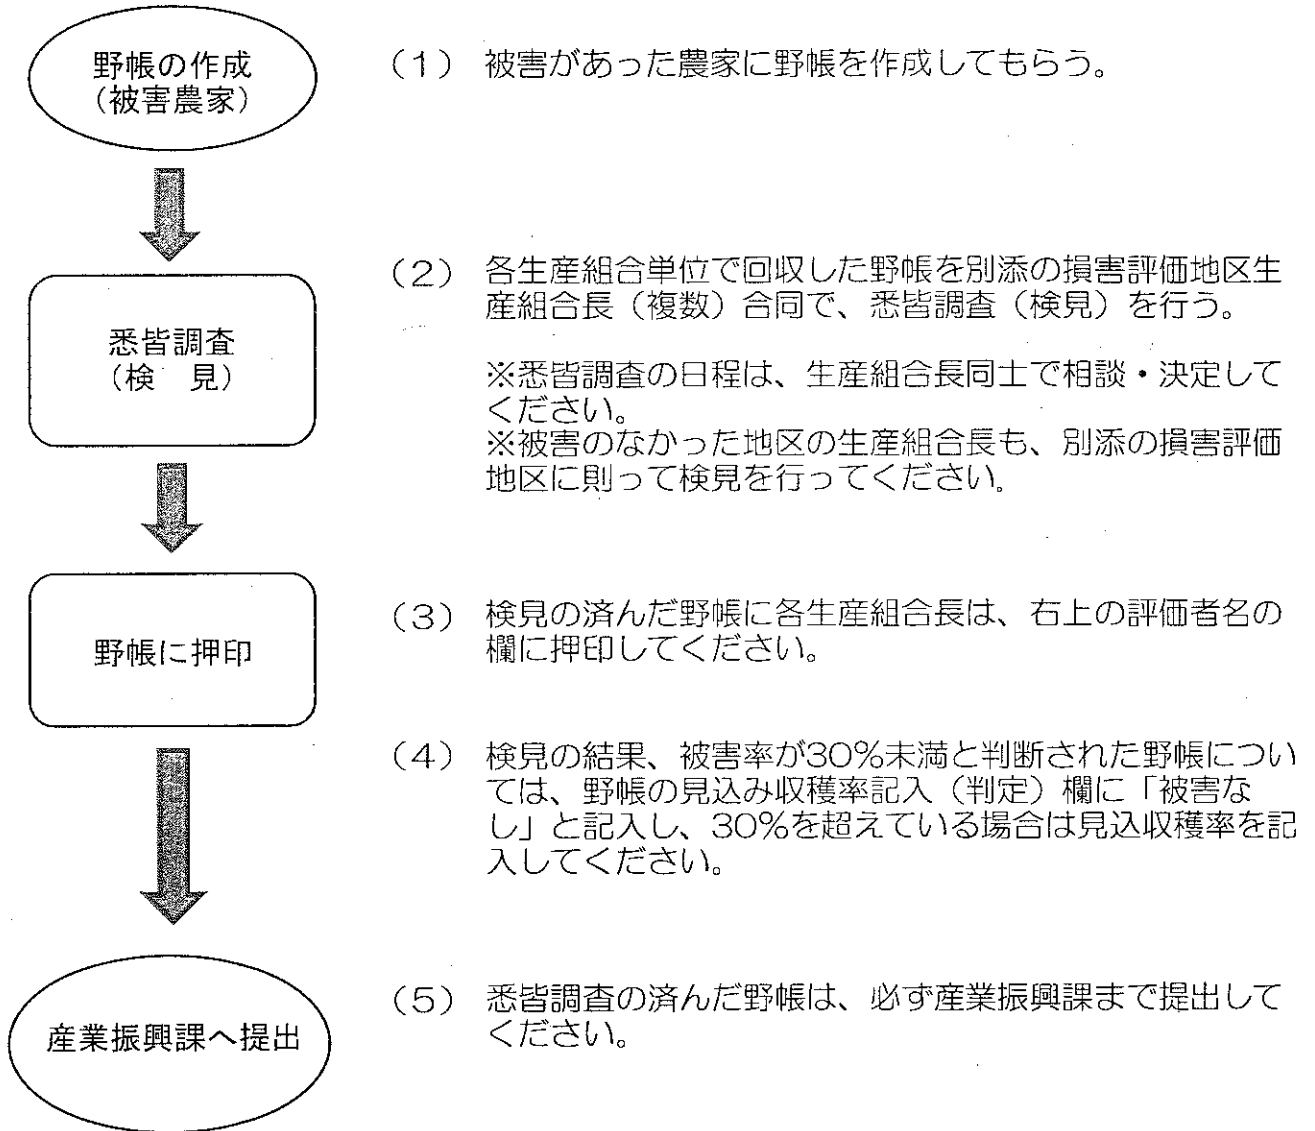 野帳の作成
(被害農家)
(1) 被害があった農家に野帳を作成してもらう。
悉皆調査
(検 見)
(2) 各生産組合単位で回収した野帳を別添の損害評価地区生
産組合長(複数)合同で、悉皆調査(検見)を行う。
※悉皆調査の日程は、生産組合長同士で相談・決定して
ください。
※被害のなかった地区の生産組合長も、別添の損害評価
地区に則って検見を行ってください。
野帳に押印
(3) 検見の済んだ野帳に各生産組合長は、右上の評価者名の
欄に押印してください。
(4) 検見の結果、被害率が30%未満と判断された野帳につい
ては、野帳の見込み収穫率記入(判定)欄に「被害な
し」と記入し、30%を超えている場合は見込収穫率を記
入してください。
産業振興課へ提出
(5) 悉皆調査の済んだ野帳は、必ず産業振興課まで提出して
ください。